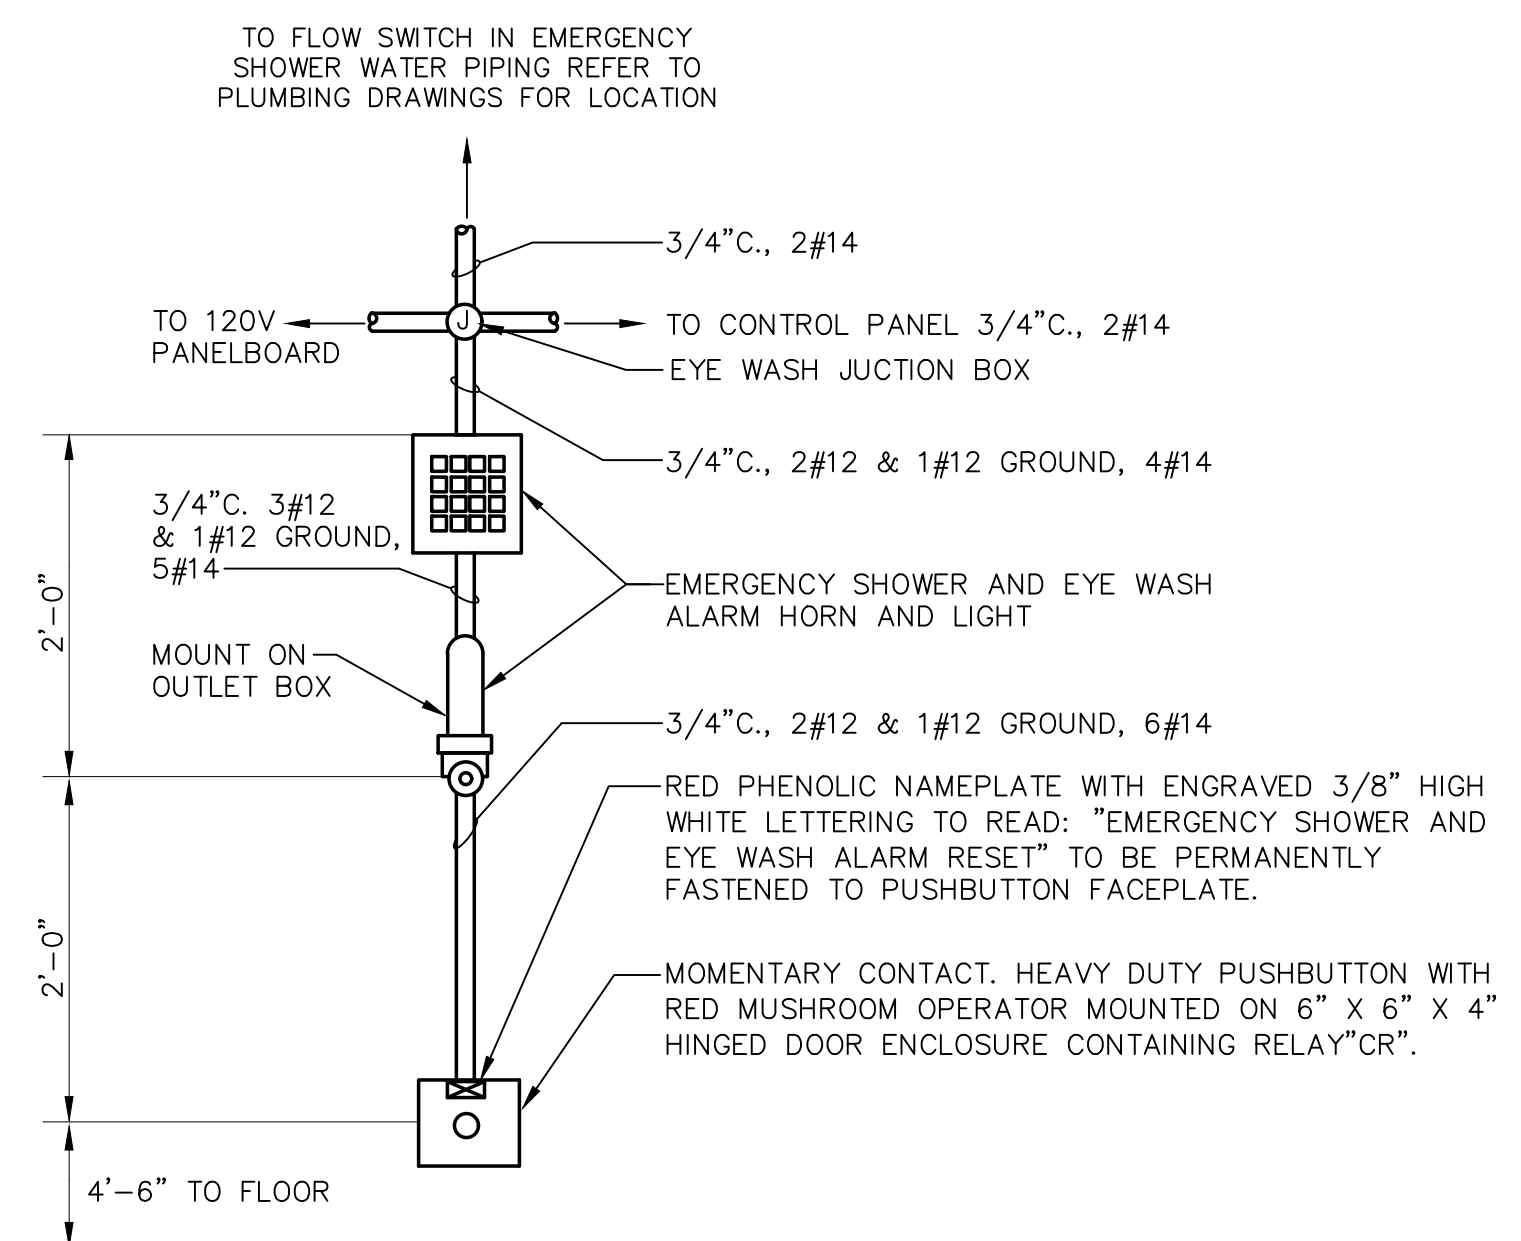 TO FLOW SWITCH IN EMERGENCY
SHOWER WATER PIPING REFER TO
PLUMBING DRAWINGS FOR LOCATION
3/4"C., 2#14
TO 120V
PANELBOARD
J
TO CONTROL PANEL 3/4"C., 2#14
EYE WASH JUCTION BOX
3/4"C., 2#12 & 1#12 GROUND, 4#14
3/4"C. 3#12
& 1#12 GROUND,
5#14
EMERGENCY SHOWER AND EYE WASH
ALARM HORN AND LIGHT
2'-0"
MOUNT ON
OUTLET BOX
3/4"C., 2#12 & 1#12 GROUND, 6#14
RED PHENOLIC NAMEPLATE WITH ENGRAVED 3/8" HIGH
WHITE LETTERING TO READ: "EMERGENCY SHOWER AND
EYE WASH ALARM RESET" TO BE PERMANENTLY
FASTENED TO PUSHBUTTON FACEPLATE.
2'-0"
MOMENTARY CONTACT. HEAVY DUTY PUSHBUTTON WITH
RED MUSHROOM OPERATOR MOUNTED ON 6" X 6" X 4"
HINGED DOOR ENCLOSURE CONTAINING RELAY"CR".
4'-6" TO FLOOR